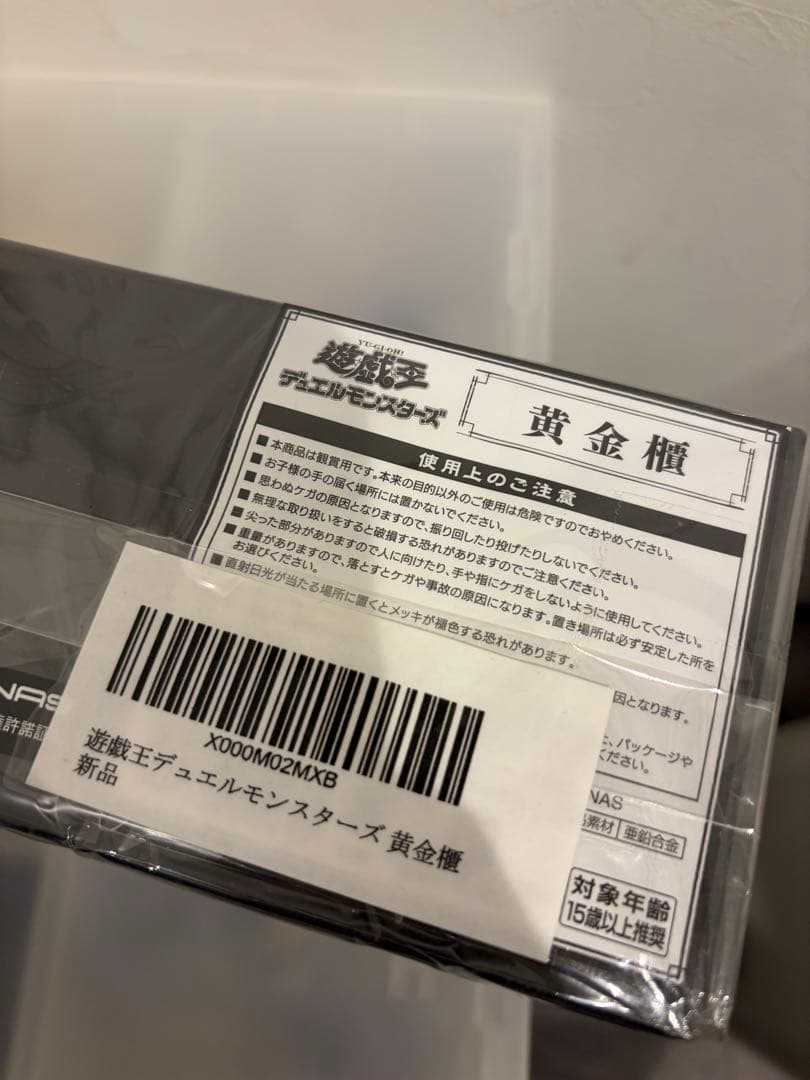 YU-GI-OH!
遊戯王
デュエルモンスターズ
黄金櫃
使用上のご注意
■本商品は観賞用です。本来の目的以外のご使用は危険ですのでおやめください。
■お子様の手の届く場所には置かないでください。
■思わぬケガの原因となりますので、振り回したり投げたりしないでください。
■無理な取り扱いをすると破損する恐れがありますのでご注意ください。
■尖った部分がありますので人に向けたり、手や指にケガをしないように使用してください。
■重量がありますので、落とすとケガや事故の原因になります。置き場所は必ず安定した所を
お選びください。
■直射日光が当たる場所に置くとメッキが褪色する恐れがあります。
因となります。
、パッケージや
ください。
NAS
素材 亜鉛合金
対象年齢
15歳以上推奨
NAS
許諾証
X000M02MXB
遊戯王デュエルモンスターズ 黄金櫃
新品